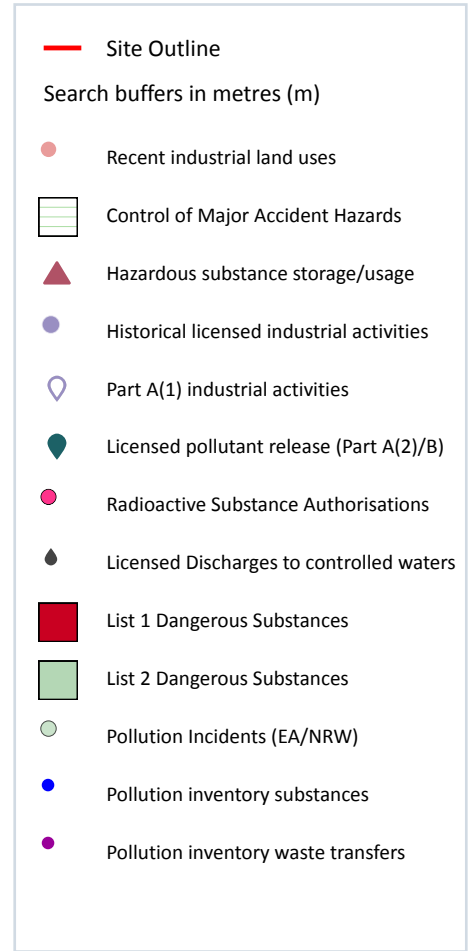 Site Outline
Search buffers in metres (m)
Recent industrial land uses
Control of Major Accident Hazards
Hazardous substance storage/usage
Historical licensed industrial activities
Part A(1) industrial activities
Licensed pollutant release (Part A(2)/B)
Radioactive Substance Authorisations
Licensed Discharges to controlled waters
List 1 Dangerous Substances
List 2 Dangerous Substances
Pollution Incidents (EA/NRW)
Pollution inventory substances
Pollution inventory waste transfers